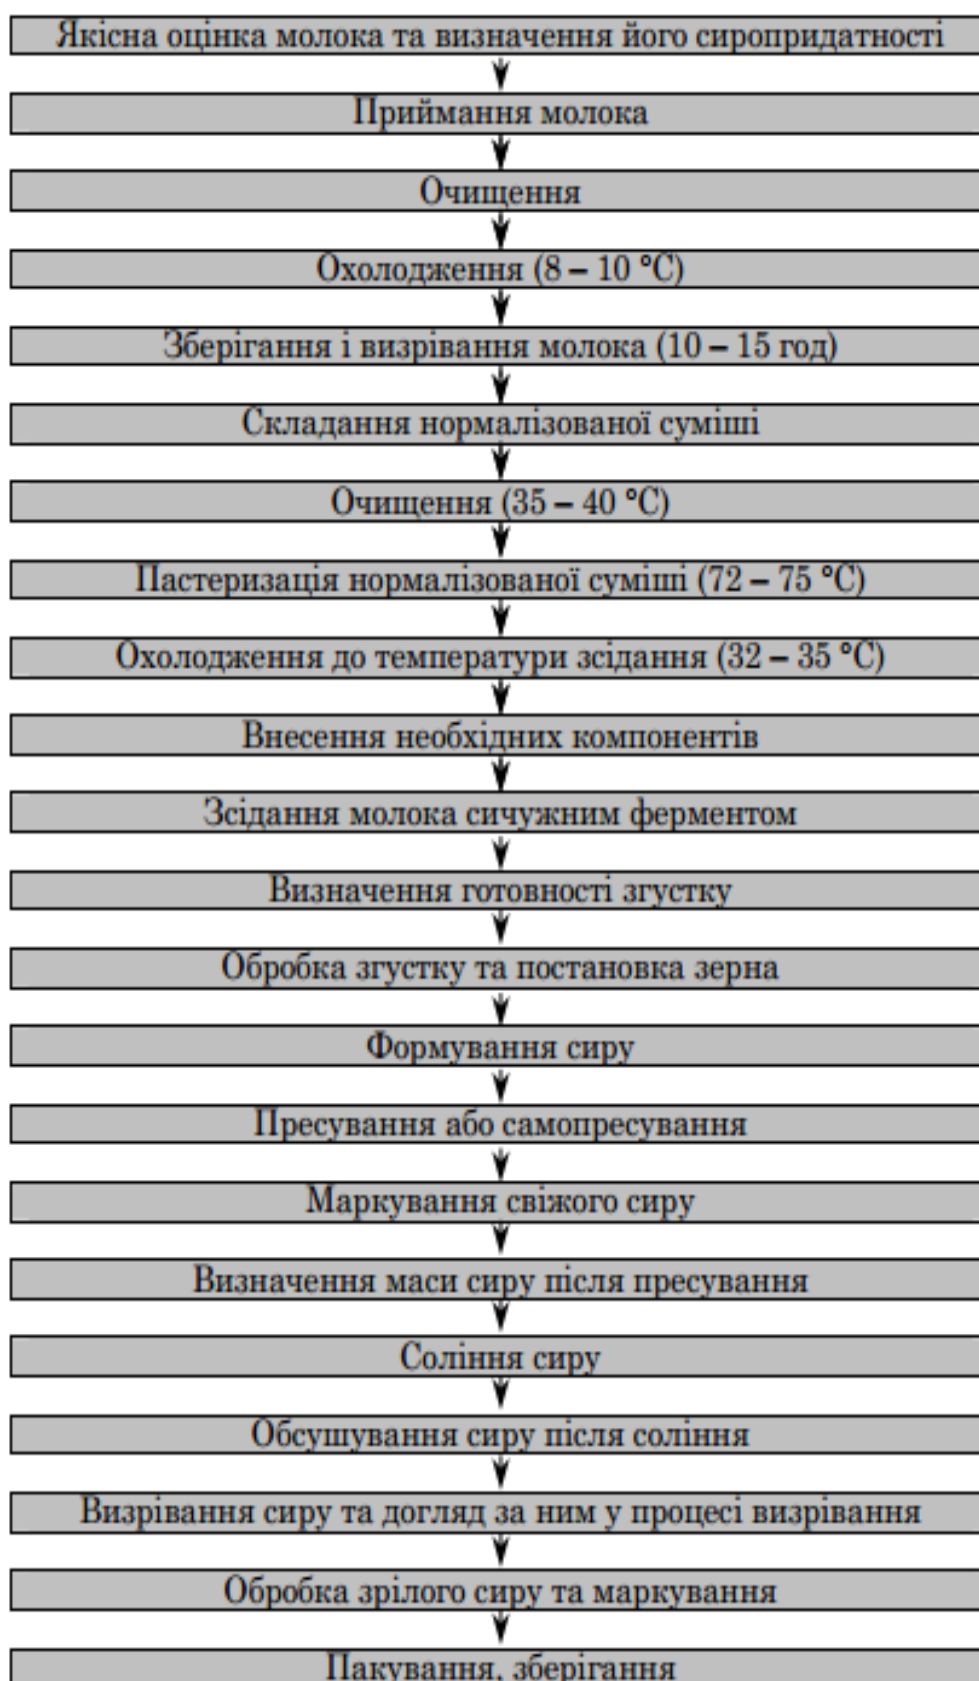 Якісна оцінка молока та визначення його сиропридатності
Приймання молока
Очищення
Охолодження (8 – 10 °С)
Зберігання і визрівання молока (10 – 15 год)
Складання нормалізованої суміші
Очищення (35 – 40 °С)
Пастеризація нормалізованої суміші (72 – 75 °С)
Охолодження до температури зсідання (32 – 35 °С)
Внесення необхідних компонентів
Зсідання молока сичужним ферментом
Визначення готовності згустку
Обробка згустку та постановка зерна
Формування сиру
Пресування або самопресування
Маркування свіжого сиру
Визначення маси сиру після пресування
Соління сиру
Обсушування сиру після соління
Визрівання сиру та догляд за ним у процесі визрівання
Обробка зрілого сиру та маркування
Пакування, зберігання